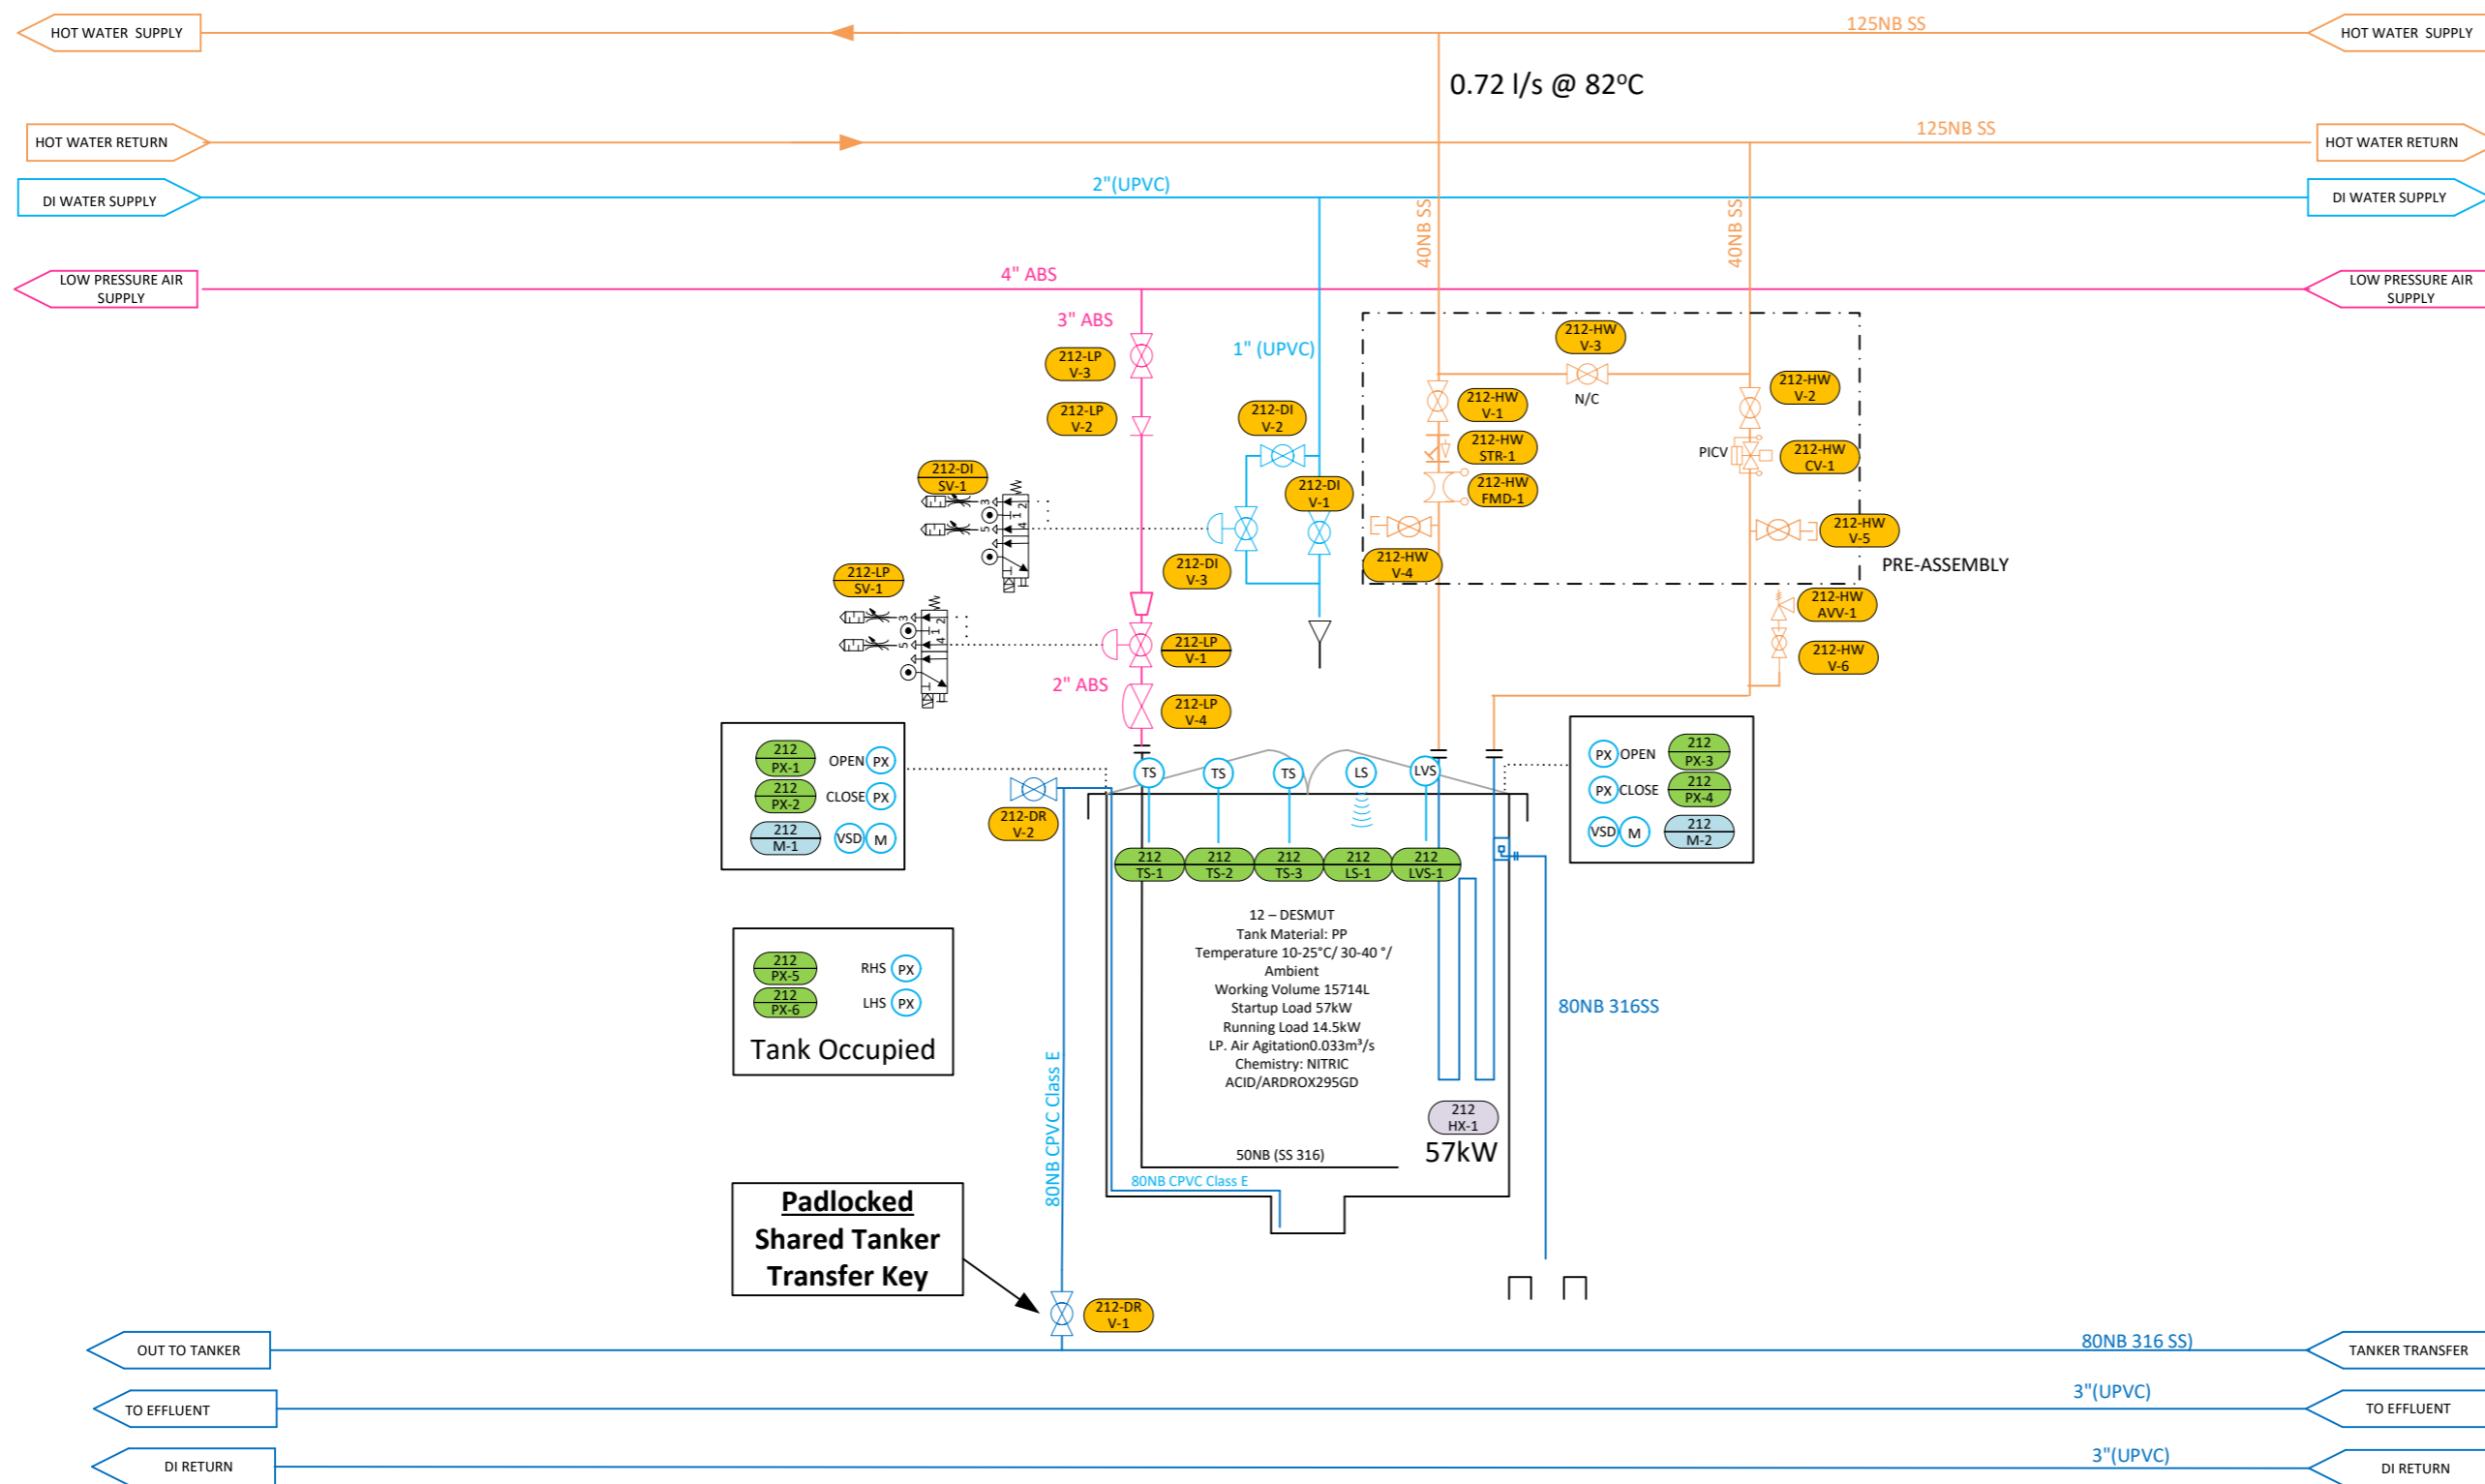 HOT WATER  SUPPLY
125NB SS
HOT WATER  SUPPLY
0.72 l/s @ 82°C
HOT WATER RETURN
125NB SS
HOT WATER RETURN
DI WATER SUPPLY
2"(UPVC)
DI WATER SUPPLY
40NB SS
40NB SS
LOW PRESSURE AIR
SUPPLY
4" ABS
LOW PRESSURE AIR
SUPPLY
3" ABS
1" (UPVC)
212-LP
V-3
212-HW
V-3
N/C
212-HW
V-2
212-LP
V-2
212-DI
V-2
212-HW
V-1
212-HW
STR-1
PICV
212-HW
CV-1
212-DI
SV-1
212-DI
V-1
212-HW
FMD-1
3
1
2
5
4
212-HW
V-5
212-DI
V-3
212-HW
V-4
PRE-ASSEMBLY
212-LP
SV-1
3
1
2
5
4
212-HW
AVV-1
212-LP
V-1
212-HW
V-6
2" ABS
212-LP
V-4
212
PX-1
OPEN
PX
212
PX-2
CLOSE
PX
212
M-1
VSD
M
TS
TS
TS
LS
LVS
PX
OPEN
212
PX-3
PX
CLOSE
212
PX-4
VSD
M
212
M-2
212-DR
V-2
212
TS-1
212
TS-2
212
TS-3
212
LS-1
212
LVS-1
12 – DESMUT
Tank Material: PP
Temperature 10-25°C/ 30-40 °/
Ambient
Working Volume 15714L
Startup Load 57kW
Running Load 14.5kW
LP. Air Agitation0.033m³/s
Chemistry: NITRIC
ACID/ARDROX295GD
212
PX-5
RHS
PX
212
PX-6
LHS
PX
Tank Occupied
80NB 316SS
80NB CPVC Class E
212
HX-1
57kW
50NB (SS 316)
80NB CPVC Class E
Padlocked
Shared Tanker
Transfer Key
212-DR
V-1
OUT TO TANKER
80NB 316 SS)
TANKER TRANSFER
TO EFFLUENT
3"(UPVC)
TO EFFLUENT
DI RETURN
3"(UPVC)
DI RETURN